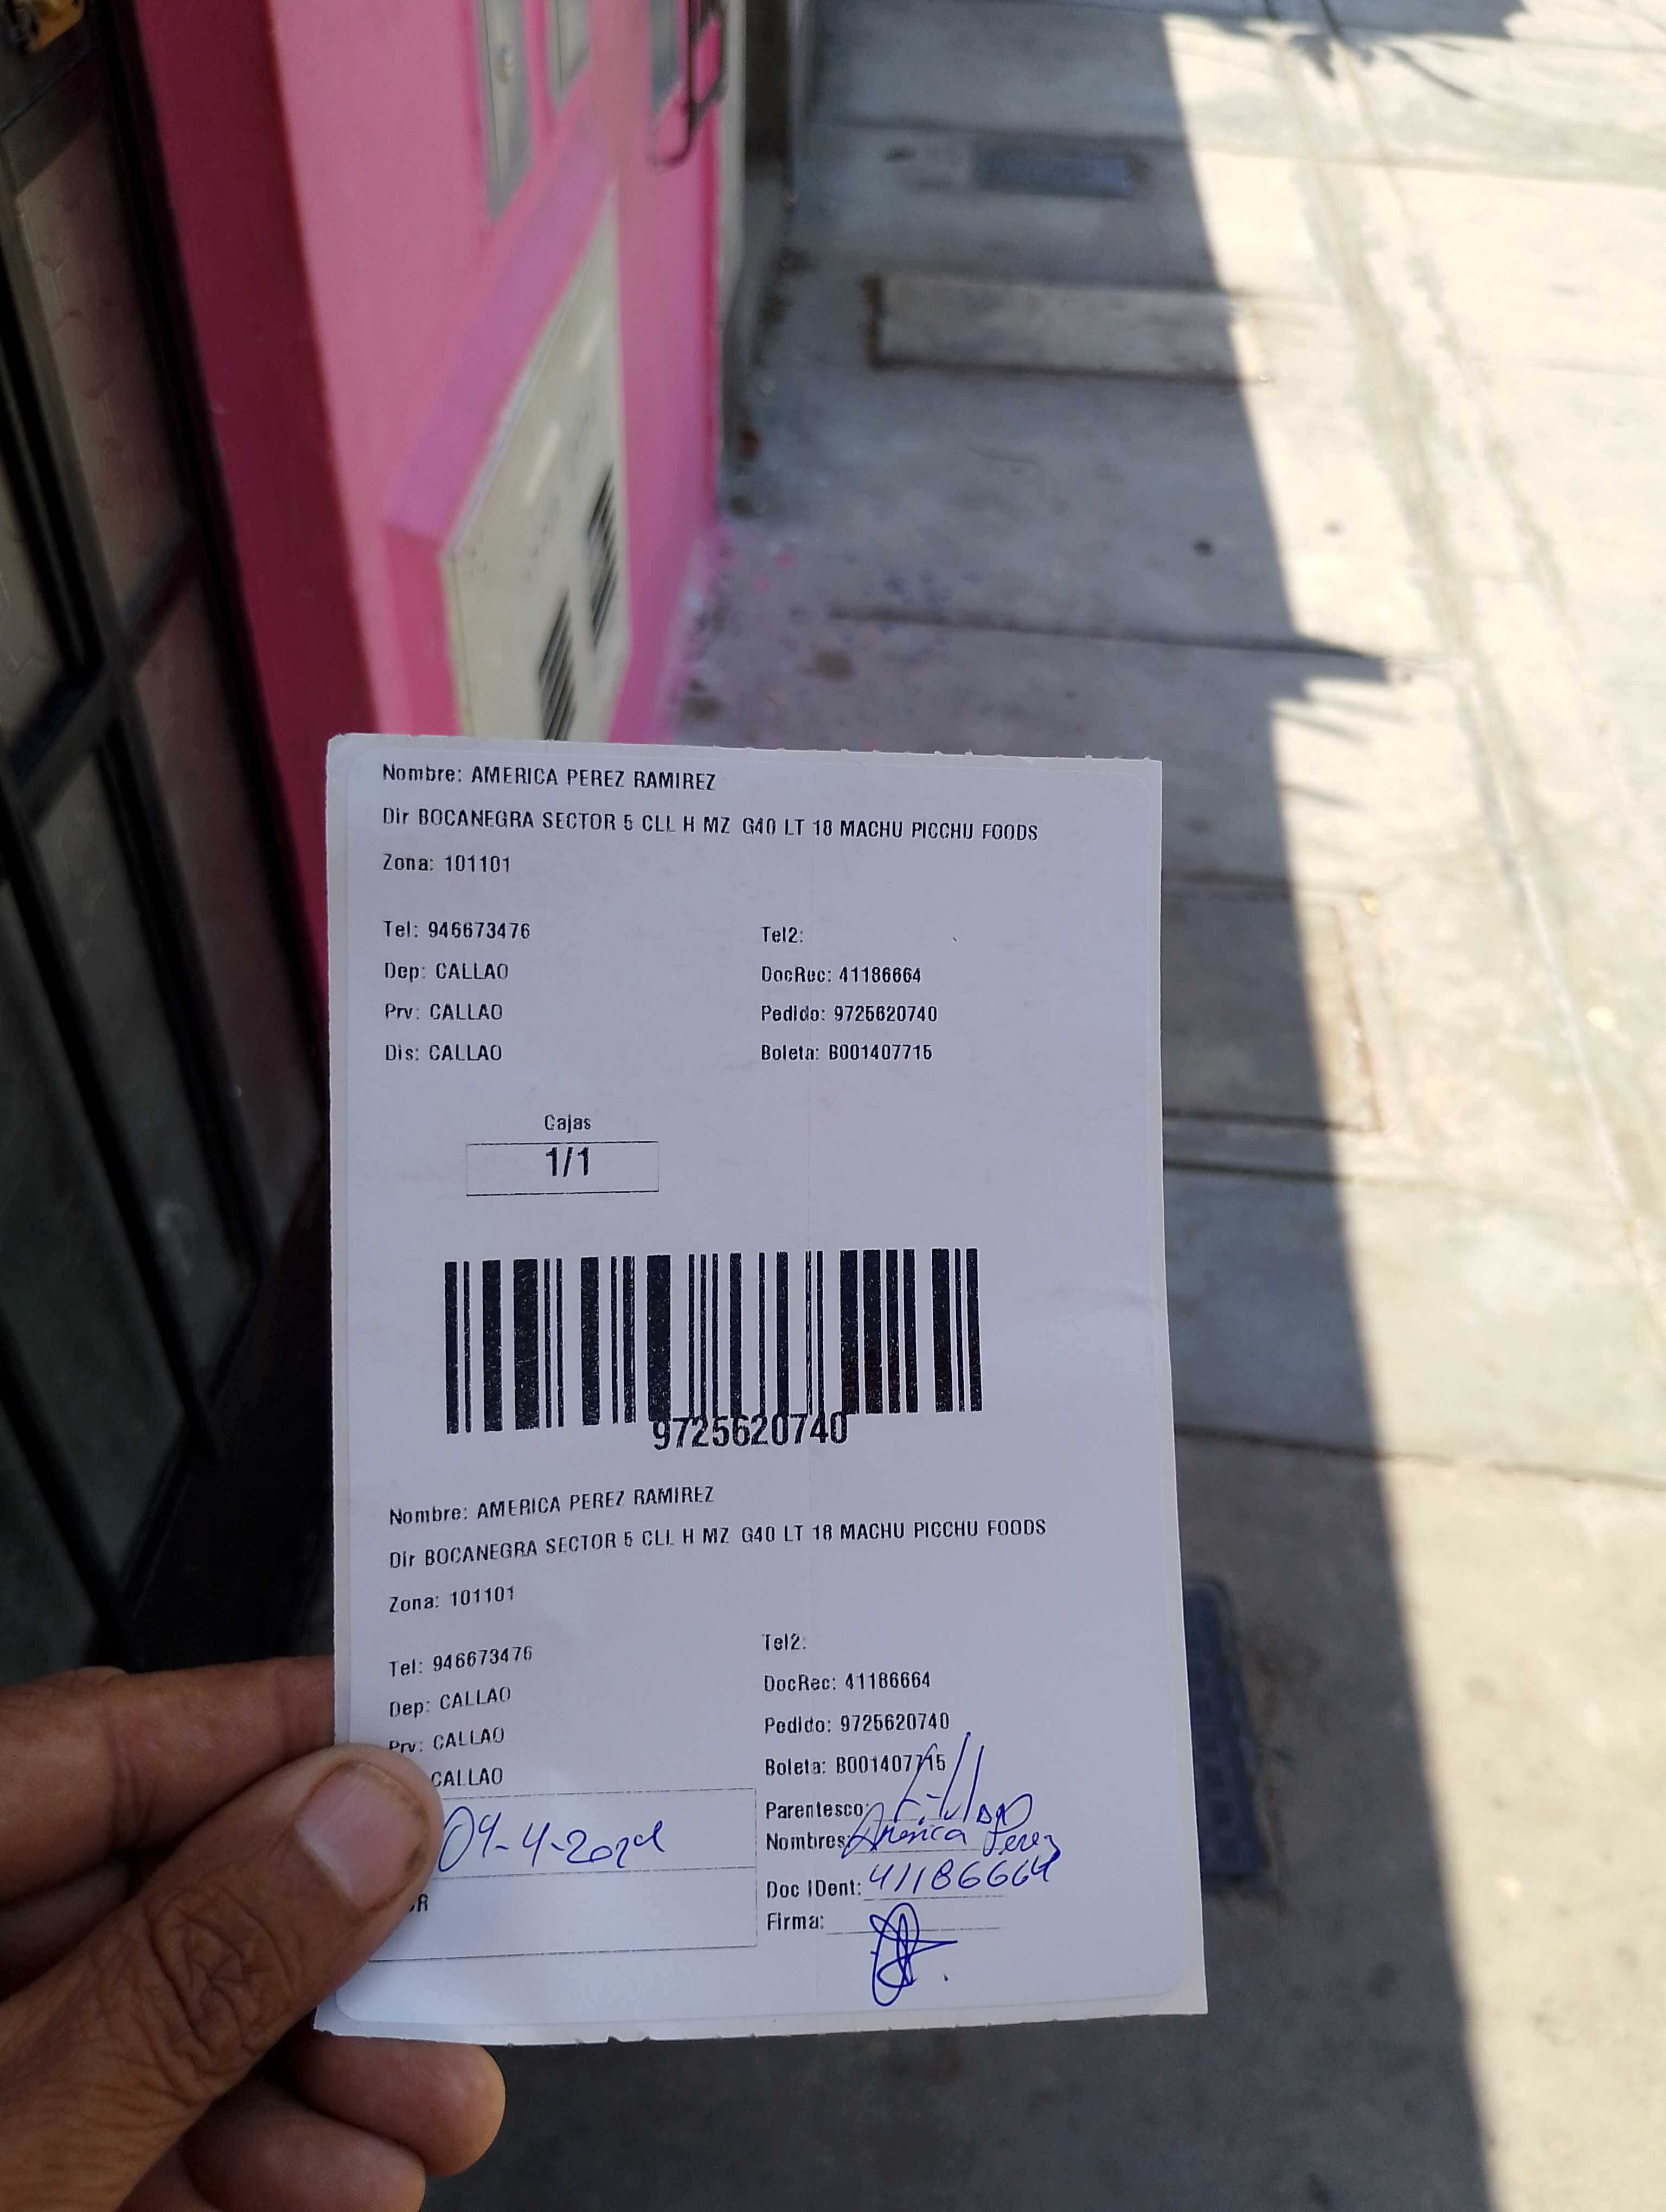 Nombre: AMERICA PEREZ RAMIREZ
Dir BOCANEGRA SECTOR 5 CLL H MZ G40 LT 18 MACHU PICCHU FOODS
Zona: 101101
Tel: 946673476 Tel2:
Dep: CALLAO DocRec: 41186664
Prv: CALLAO Pedido: 9725620740
Dis: CALLAO Boleta: B001407715
Cajas
1/1
9725620740
Nombre: AMERICA PEREZ RAMIREZ
Dir BOCANEGRA SECTOR 5 CLL H MZ G40 LT 18 MACHU PICCHU FOODS
Zona: 101101
Tel: 946673476 Tel2:
Dep: CALLAO DocRec: 41186664
Prv: CALLAO Pedido: 9725620740
CALLAO Boleta: B001407715
Parentesco: Titular
09-4-2024 Nombres: America Perez
Doc IDent: 41186664
Firma: